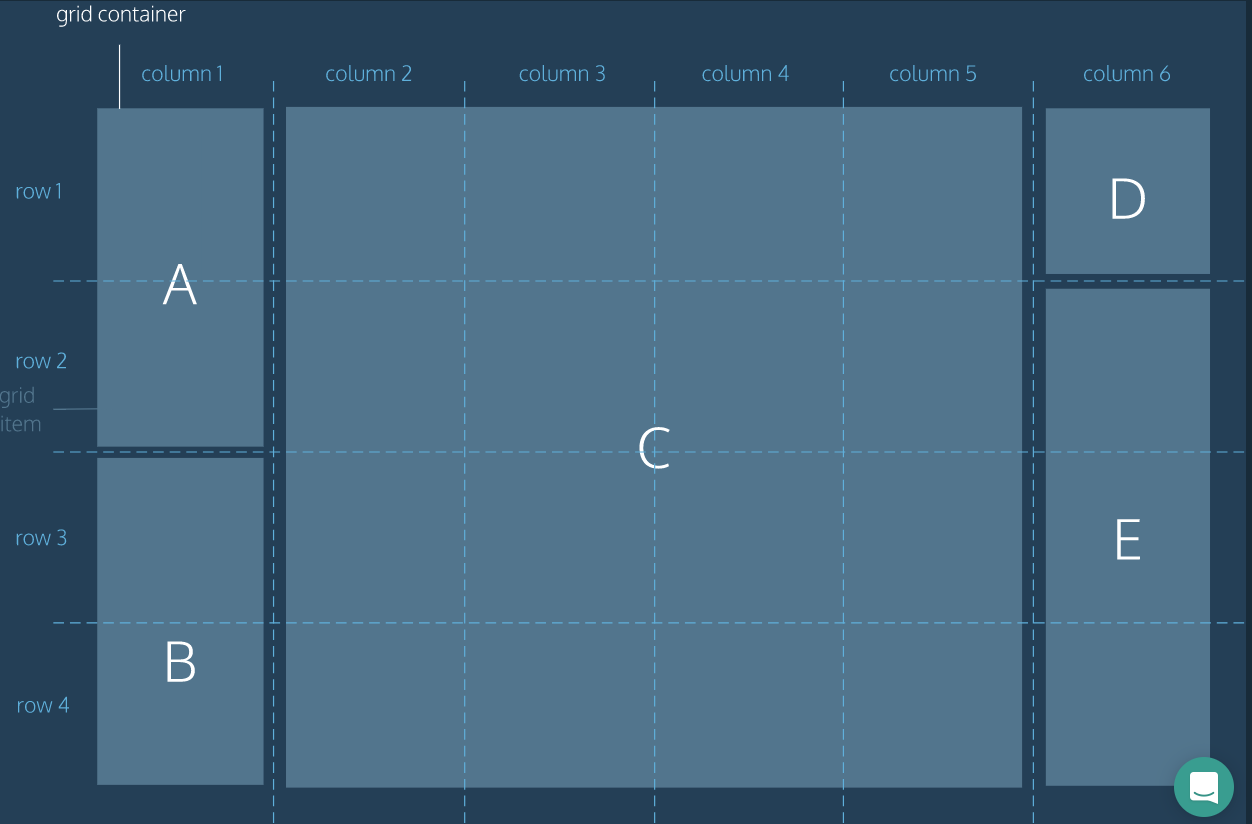 grid container
column 1
column 2
column 3
column 4
column 5
column 6
row 1
D
A
row 2
grid
item
C
row 3
E
B
row 4